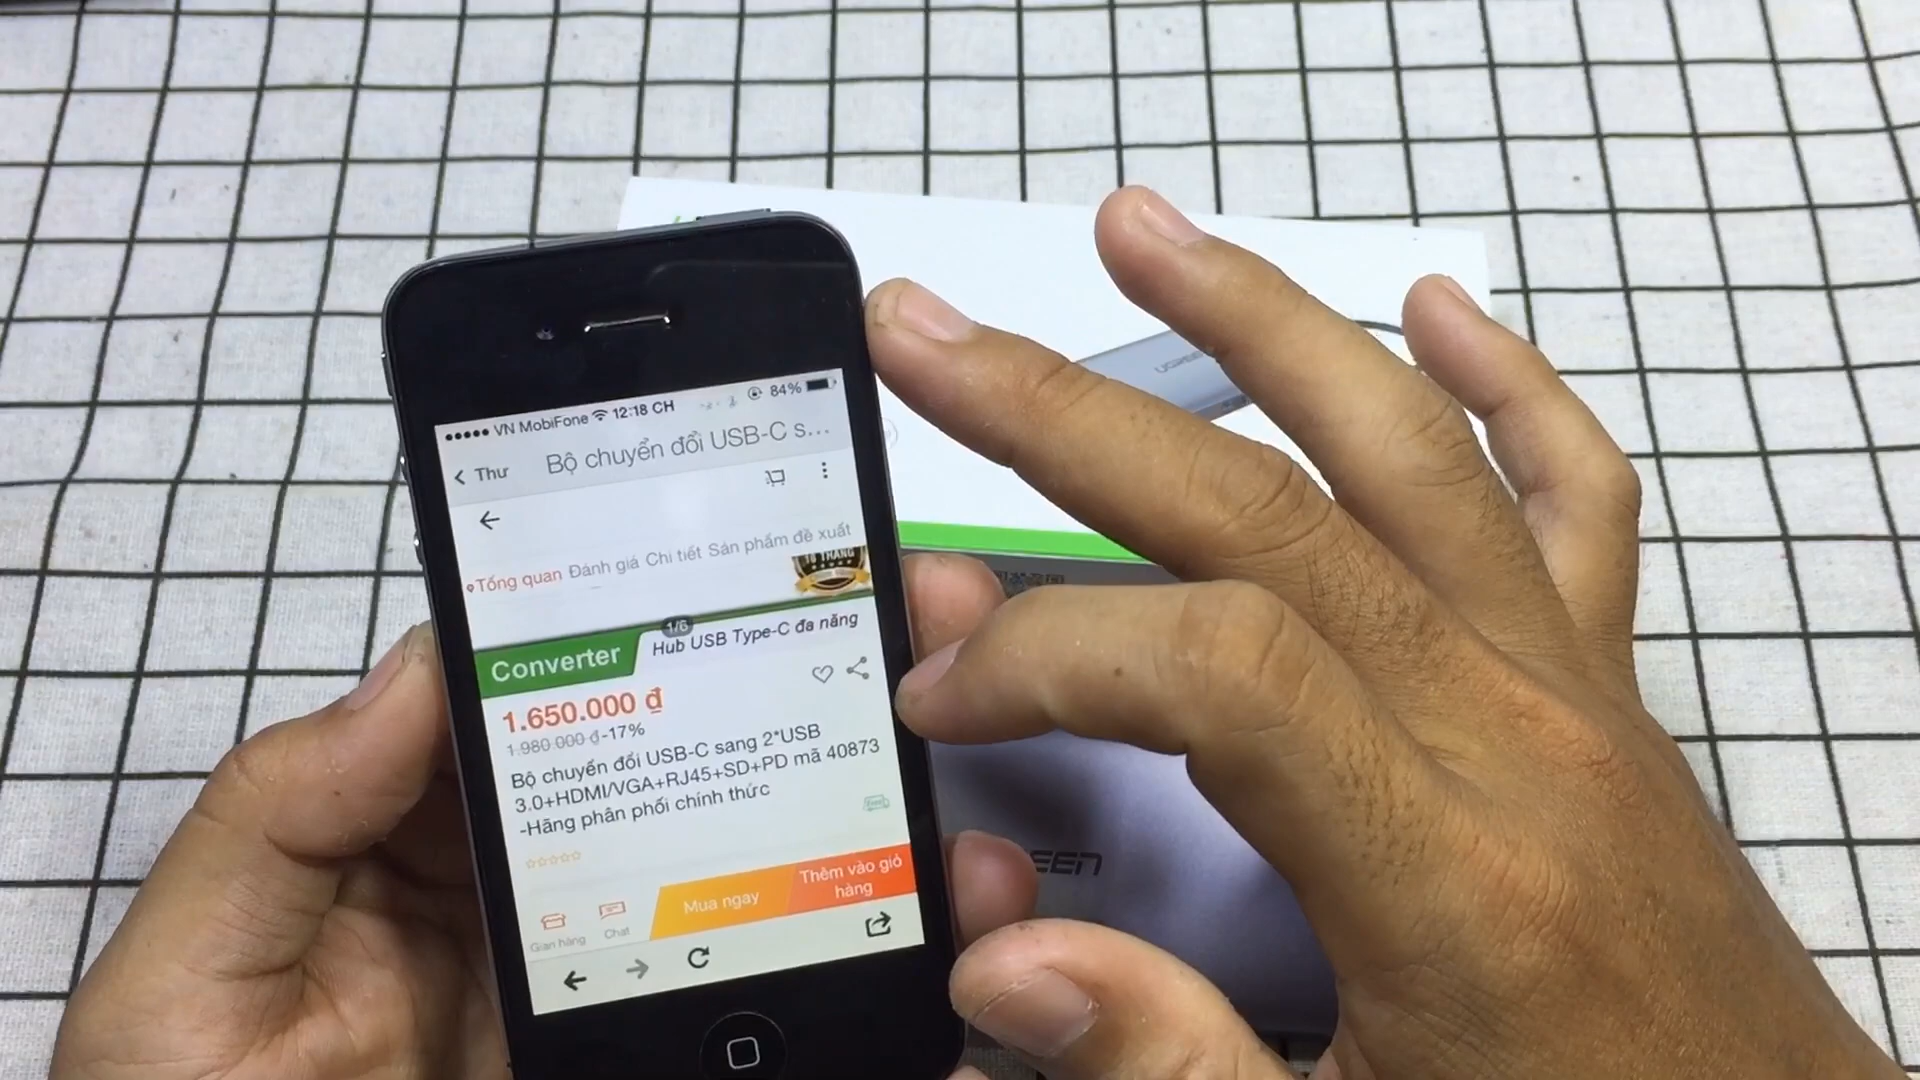 VN MobiFone 12:18 CH 84%
Thư Bộ chuyển đổi USB-C s...
Tổng quan Đánh giá Chi tiết Sản phẩm đề xuất
18 THÁNG
1/6
Converter Hub USB Type-C đa năng
1.650.000 ₫
1.980.000 ₫ -17%
Bộ chuyển đổi USB-C sang 2*USB
3.0+HDMI/VGA+RJ45+SD+PD mã 40873
-Hãng phân phối chính thức
Gian hàng
Chat
Mua ngay
Thêm vào giỏ
hàng
UGREEN
EEN